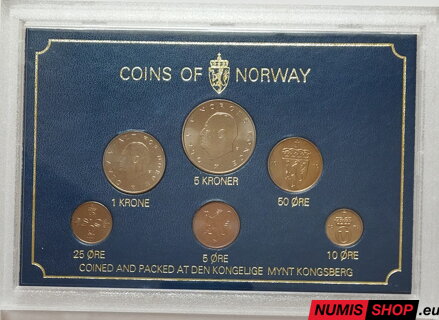 COINS OF NORWAY
5 KRONER
1 KRONE
50 ØRE
25 ØRE
5 ØRE
10 ØRE
COINED AND PACKED AT DEN KONGELIGE MYNT KONGSBERG
NUMIS SHOP.eu